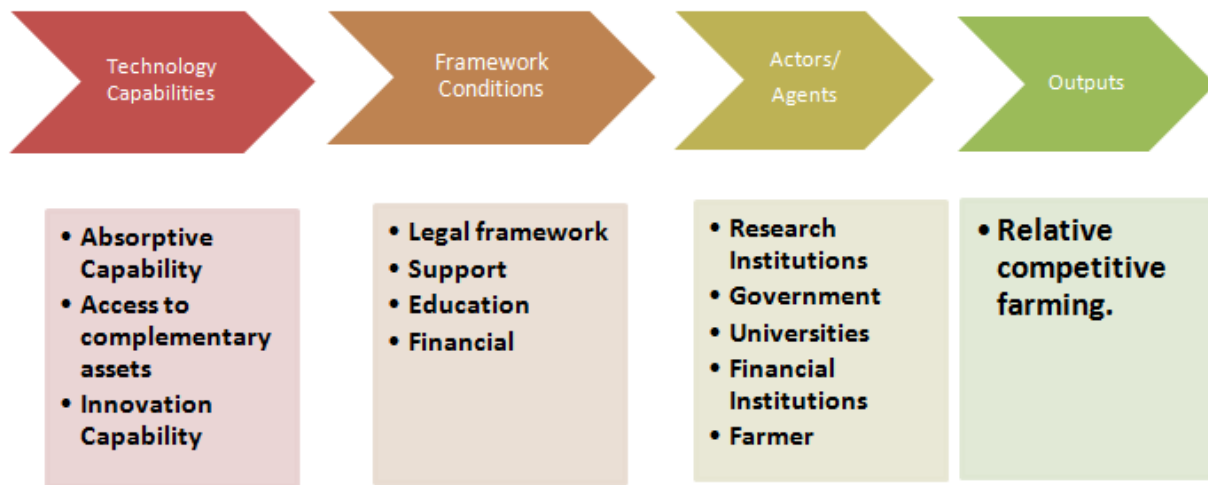 Technology
Capabilities
Framework
Conditions
Actors/
Agents
Outputs
• Absorptive
Capability
• Access to
complementary
assets
• Innovation
Capability
• Legal framework
• Support
• Education
• Financial
• Research
Institutions
• Government
• Universities
• Financial
Institutions
• Farmer
• Relative
competitive
farming.